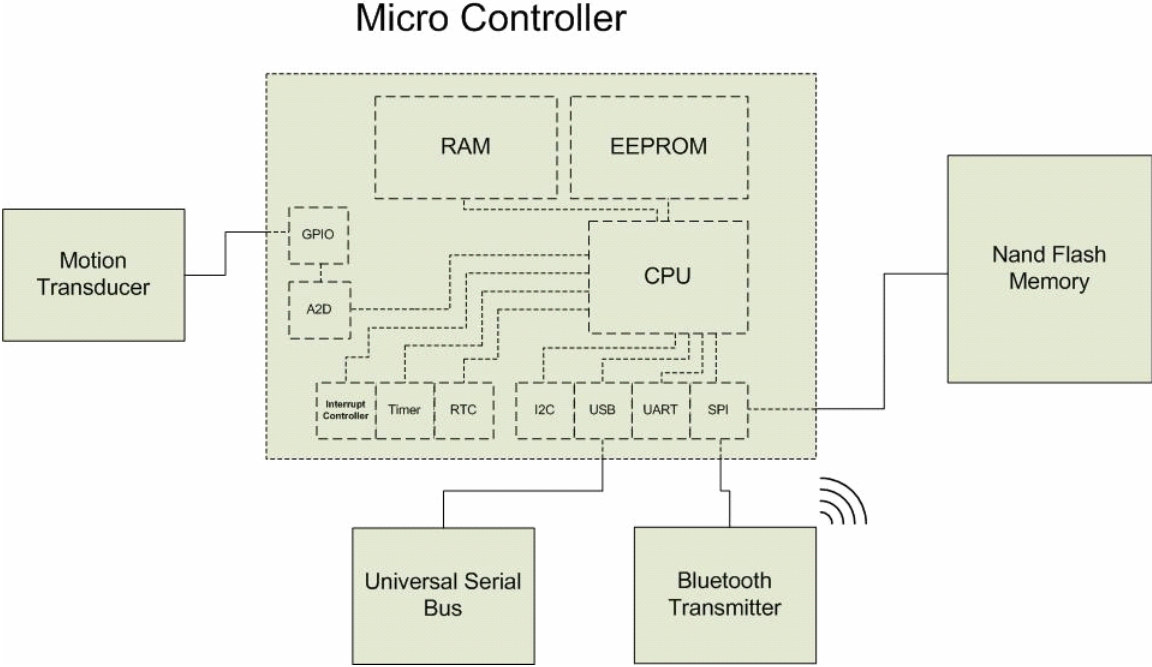 Micro Controller
RAM
EEPROM
GPIO
Motion
Transducer
CPU
Nand Flash
Memory
A2D
Interrupt
Controller
Timer
RTC
I2C
USB
UART
SPI
Universal Serial
Bus
Bluetooth
Transmitter